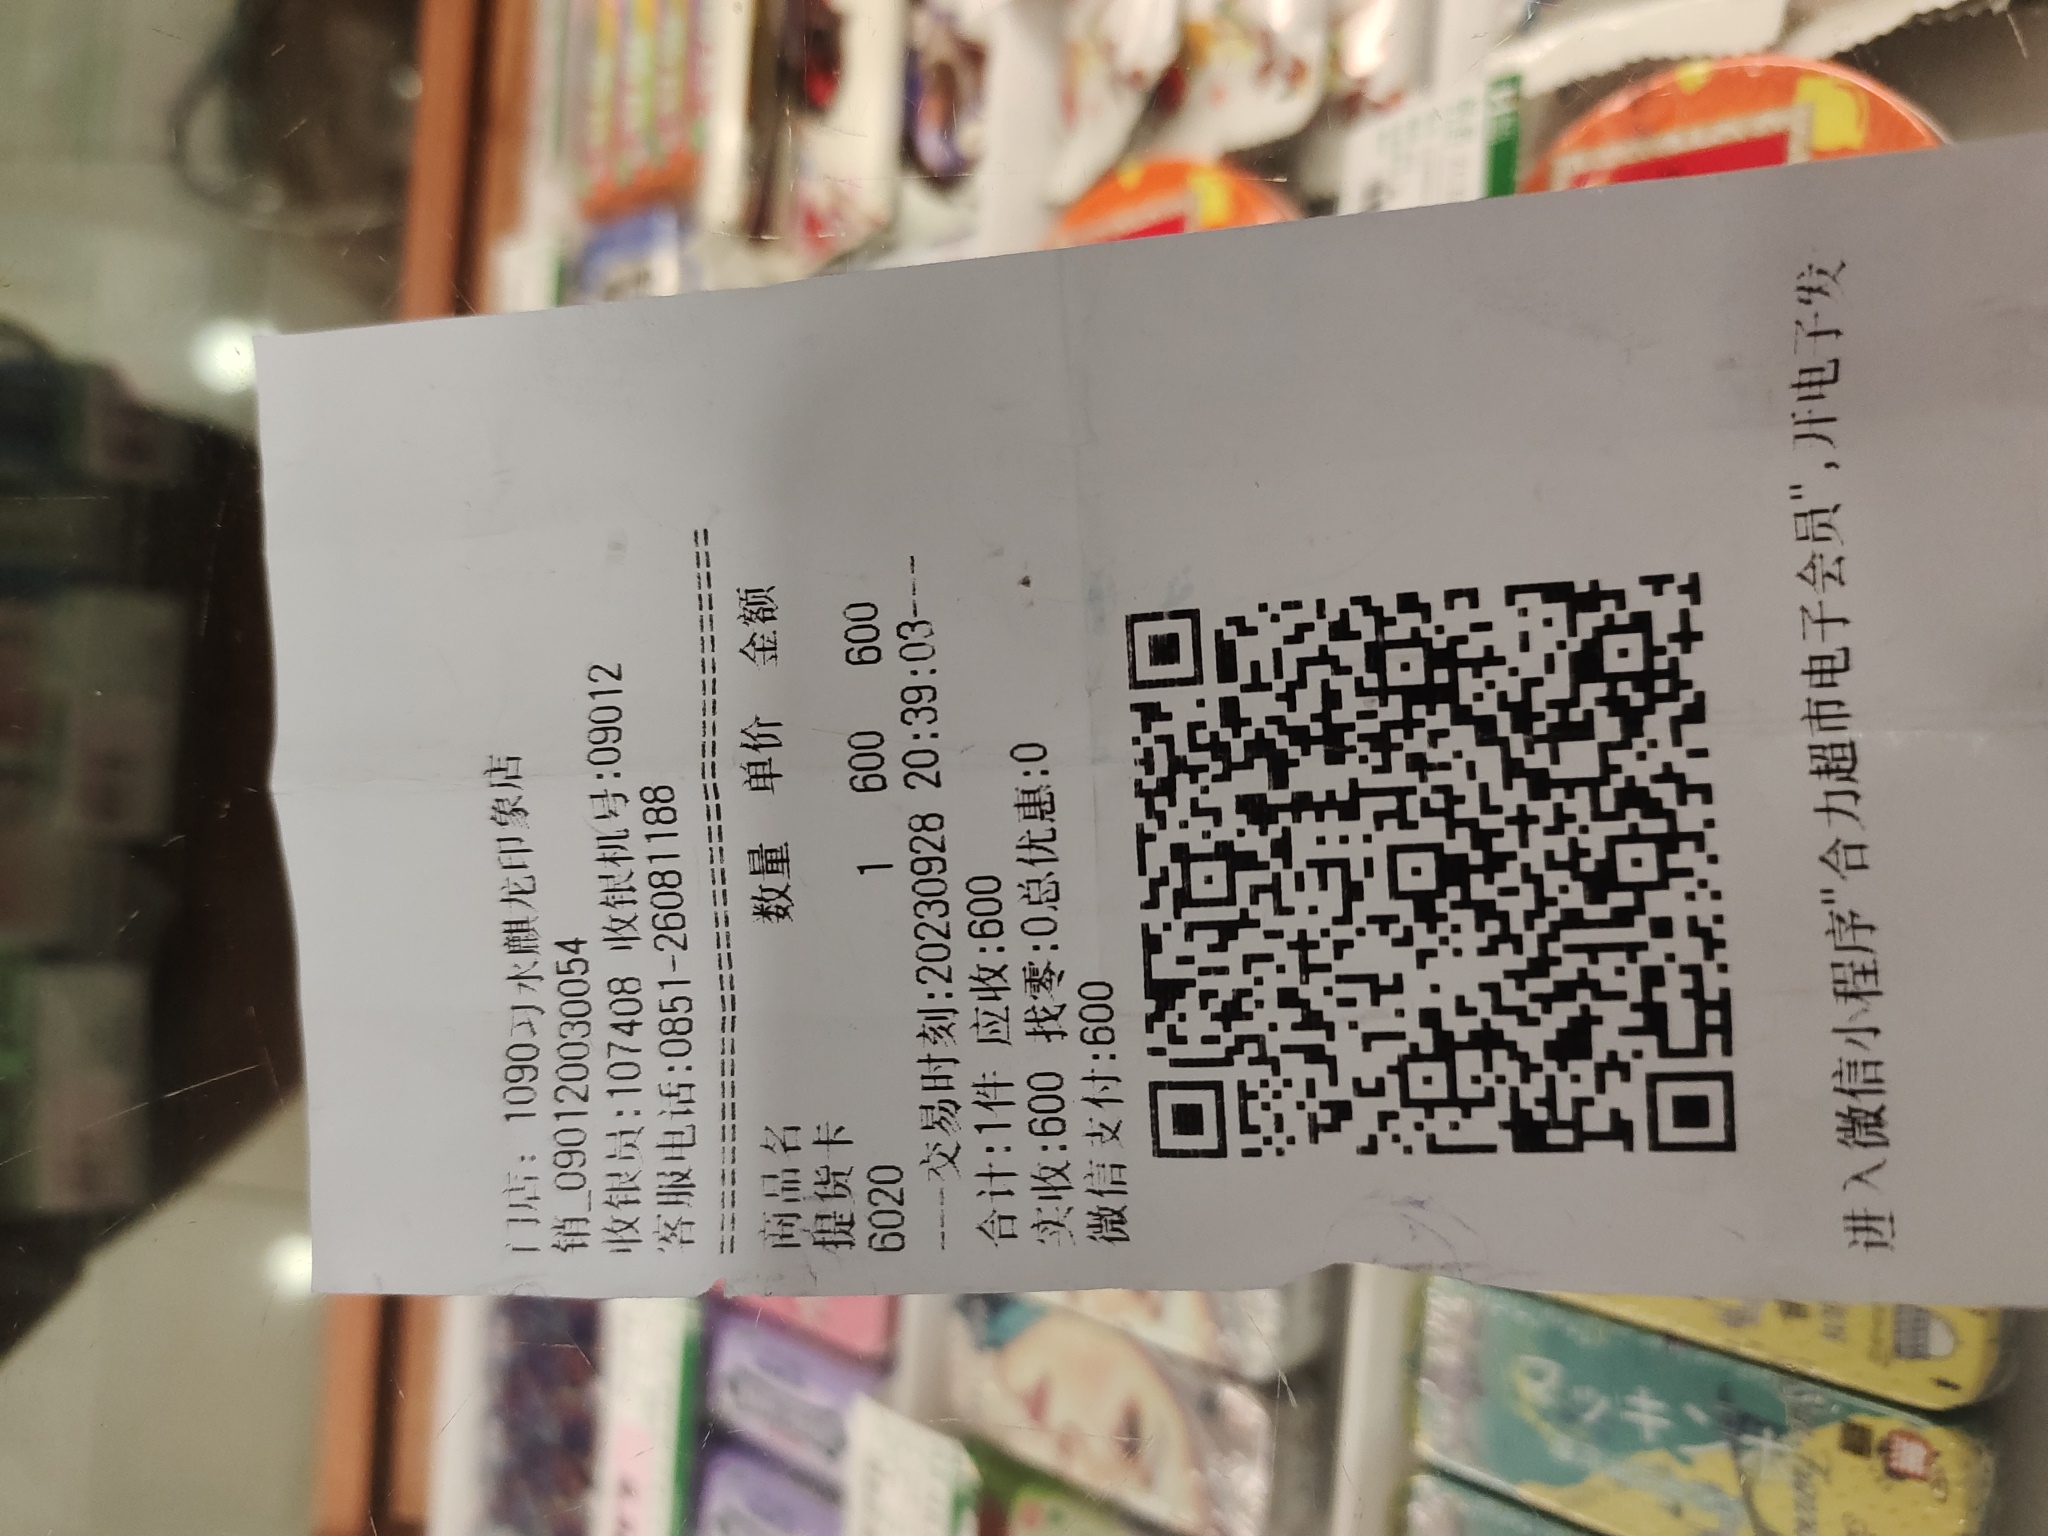 门店: 1090习水麒龙印象店
销_09012003​0054
收银员:107408 收银机号:09012
客服电话:0851-26081188
商品名 数量 单价 金额
提货卡
6020 1 600 600
----交易时刻:20230928 20:39:03---
合计:1件 应收:600
实收:600 找零:0总优惠:0
微信支付:600
进入微信小程序"合力超市电子会员",开电子发